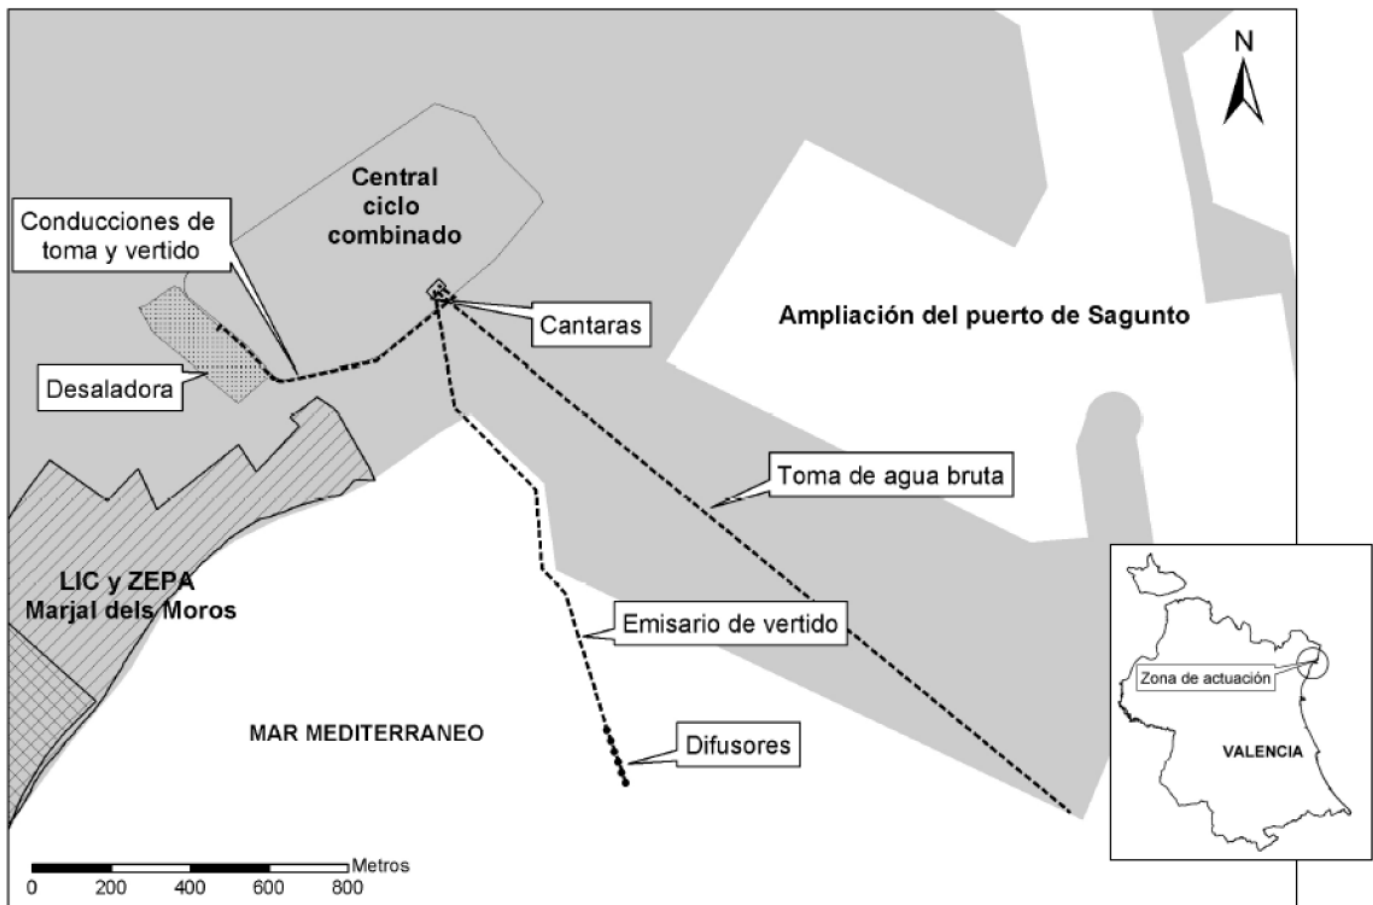 N
Central
ciclo
combinado
Conducciones de
toma y vertido
Cantaras
Ampliación del puerto de Sagunto
Desaladora
Toma de agua bruta
LIC y ZEPA
Marjal dels Moros
Emisario de vertido
Zona de actuación
MAR MEDITERRANEO
Difusores
VALENCIA
Metros
0 200 400 600 800